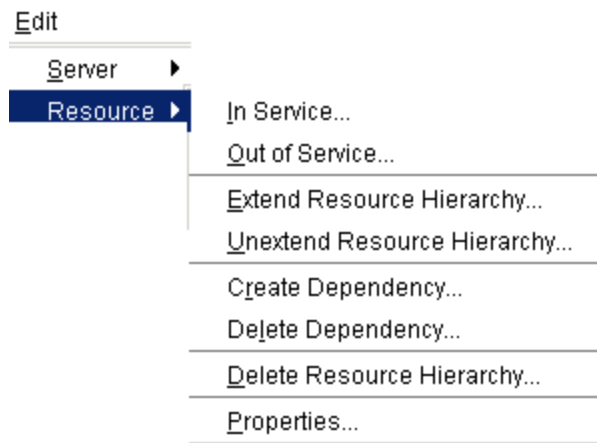 Edit
Server
Resource
In Service...
Out of Service...
Extend Resource Hierarchy...
Unextend Resource Hierarchy...
Create Dependency...
Delete Dependency...
Delete Resource Hierarchy...
Properties...